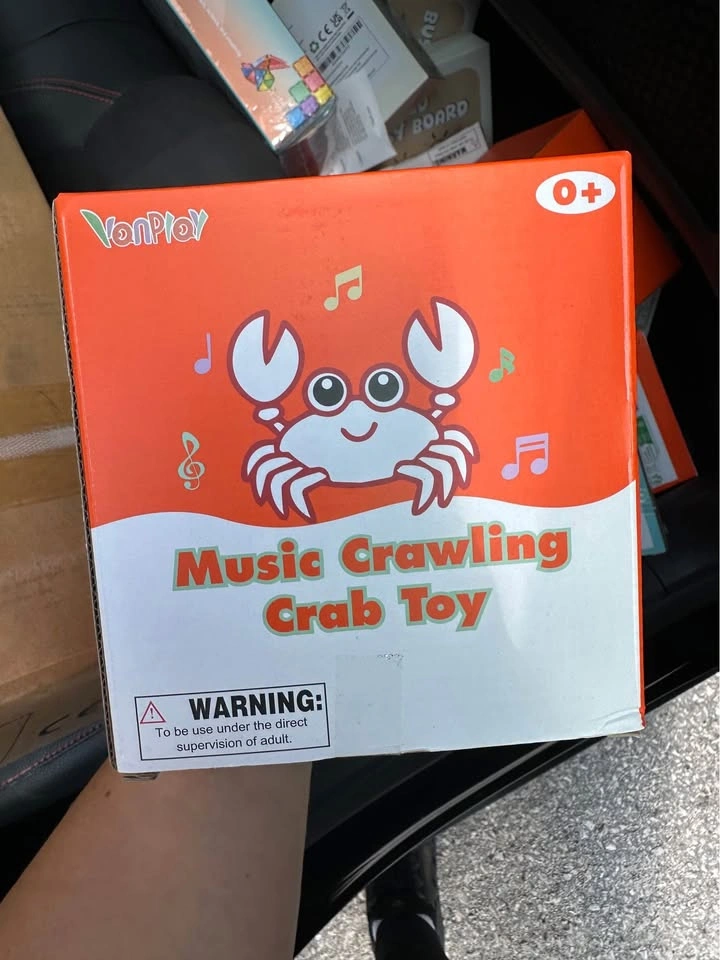 BOARD
VanPlay
0+
Music Crawling
Crab Toy
WARNING:
To be use under the direct
supervision of adult.